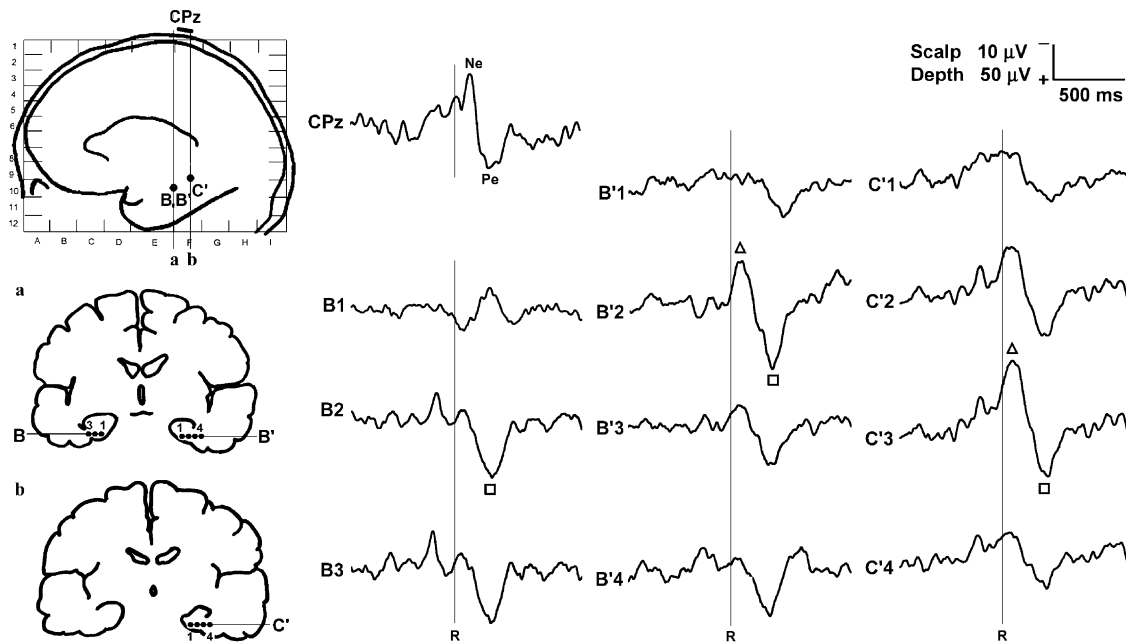 CPz
1
2
3
4
5
6
7
8
9
10
11
12
A B C D E F G H I
B,B' C'
a b
a
3 1 1 4
B B'
b
C'
1 4
CPz
Ne
Pe
Scalp 10 µV −
Depth 50 µV +
500 ms
B1
B2
B3
R
B'1
B'2
B'3
B'4
R
C'1
C'2
C'3
C'4
R